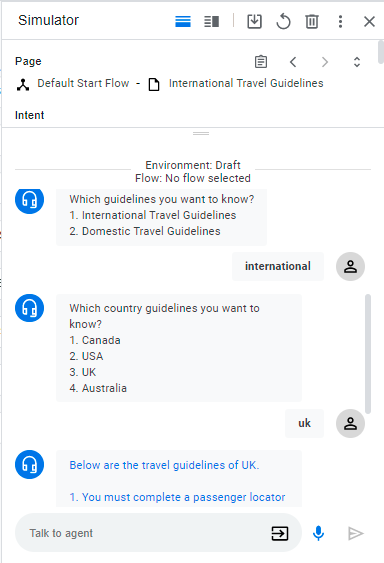 Simulator
Page
Default Start Flow - International Travel Guidelines
Intent
Environment: Draft
Flow: No flow selected
Which guidelines you want to know?
1. International Travel Guidelines
2. Domestic Travel Guidelines
international
Which country guidelines you want to
know?
1. Canada
2. USA
3. UK
4. Australia
uk
Below are the travel guidelines of UK.
1. You must complete a passenger locator
Talk to agent